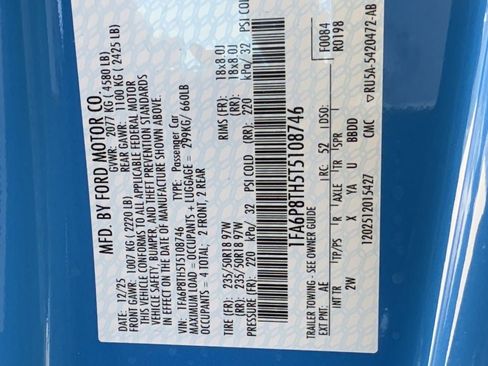 MFD. BY FORD MOTOR CO.
12/25 GVWR: 2077 KG ( 4580 LB)
FRONT GAWR: 1007 KG ( 2220 LB) REAR GAWR: 1100 KG ( 2425 LB)
THIS VEHICLE CONFORMS TO ALL APPLICABLE FEDERAL MOTOR
VEHICLE SAFETY, BUMPER, AND THEFT PREVENTION STANDARDS
IN EFFECT ON THE DATE OF MANUFACTURE SHOWN ABOVE.
VIN: 1FA6P8TH5T5108746 TYPE: Passenger Car
MAXIMUM LOAD = OCCUPANTS + LUGGAGE = 299KG/ 660LB
OCCUPANTS = 4 TOTAL: 2 FRONT, 2 REAR
TIRE (FR): 235/50R18 97W RIMS (FR): 18x8.0J
(RR): 235/50R18 97W (RR): 18x8.0J
PRESSURE (FR): 220 kPa/ 32 PSI COLD (RR): 220 kPa/ 32 PSI COLD
1FA6P8TH5T5108746
TRAILER TOWING - SEE OWNER GUIDE F0084
EXT PNT: AE RC: 52 DSO: R0198
INT TR TP/PS R AXLE TR SPR
2W X YA U BBDD
120251201 5427 CMC ▽RU5A-5420472-AB